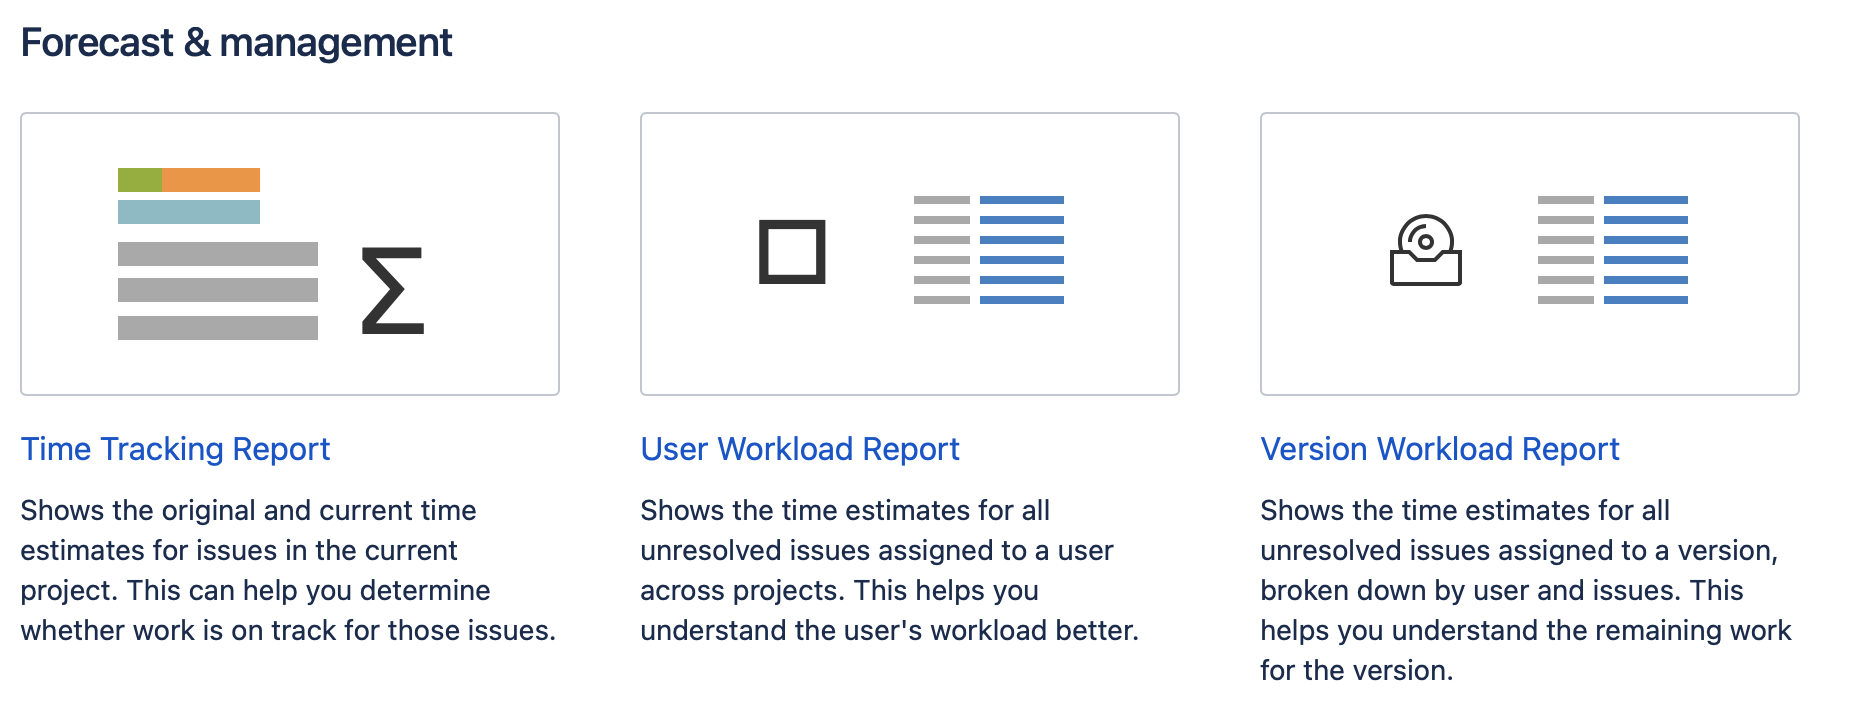 Forecast & management
Time Tracking Report
Shows the original and current time
estimates for issues in the current
project. This can help you determine
whether work is on track for those issues.
User Workload Report
Shows the time estimates for all
unresolved issues assigned to a user
across projects. This helps you
understand the user's workload better.
Version Workload Report
Shows the time estimates for all
unresolved issues assigned to a version,
broken down by user and issues. This
helps you understand the remaining work
for the version.